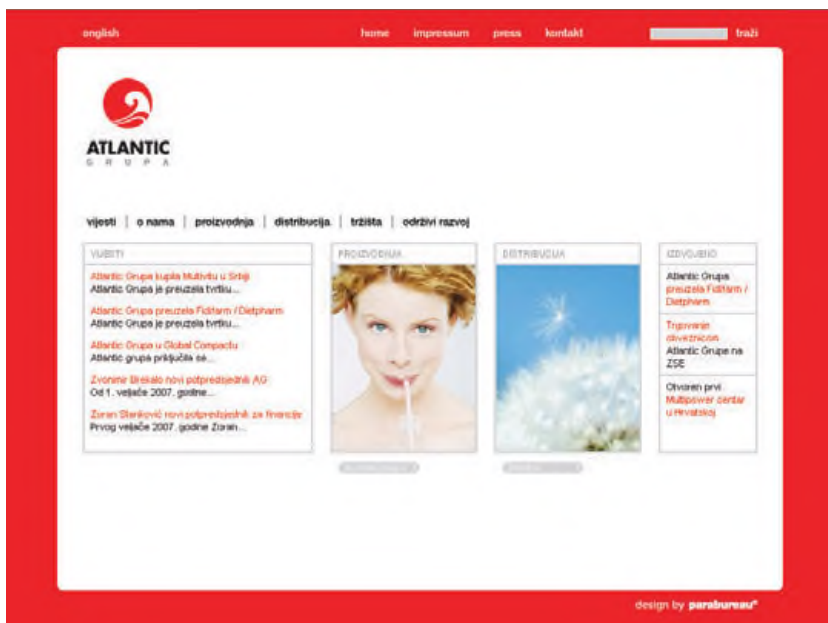 english
home
impressum
press
kontakt
traži
ATLANTIC
GRUPA
vijesti | o nama | proizvodnja | distribucija | tržišta | održivi razvoj
VIJESTI
Atlantic Grupa kupila Multivitu u Srbiji
Atlantic Grupa je preuzela tvrtku...
Atlantic Grupa preuzela Fidifarm / Dietpharm
Atlantic Grupa je preuzela tvrtku...
Atlantic Grupa u Global Compactu
Atlantic grupa priključila se...
Zvonimir Brekalo novi potpredsjednik AG
Od 1. veljače 2007. godine...
Zoran Stanković novi potpredsjednik za financije
Prvog veljače 2007. godine Zoran...
PROIZVODNJA
DISTRIBUCIJA
IZDVOJENO
Atlantic Grupa
preuzela Fidifarm /
Dietpharm
Trgovanje
obveznicom
Atlantic Grupe na
ZSE
Otvoren prvi
Multipower centar
u Hrvatskoj
design by parabureau®